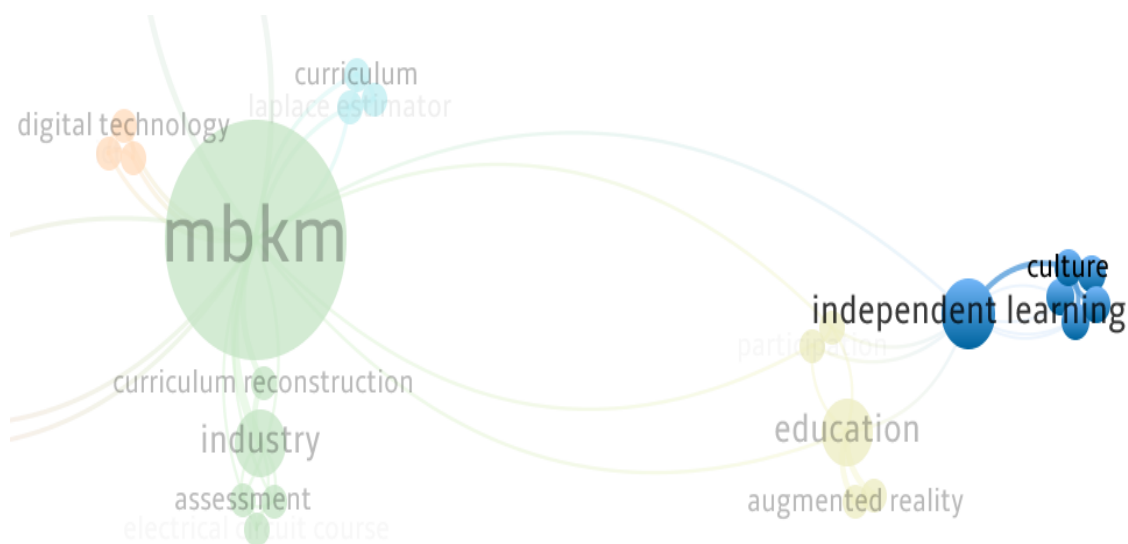 curriculum
laplace estimator
digital technology
mbkm
culture
independent learning
participation
curriculum reconstruction
industry
education
assessment
augmented reality
electrical circuit course